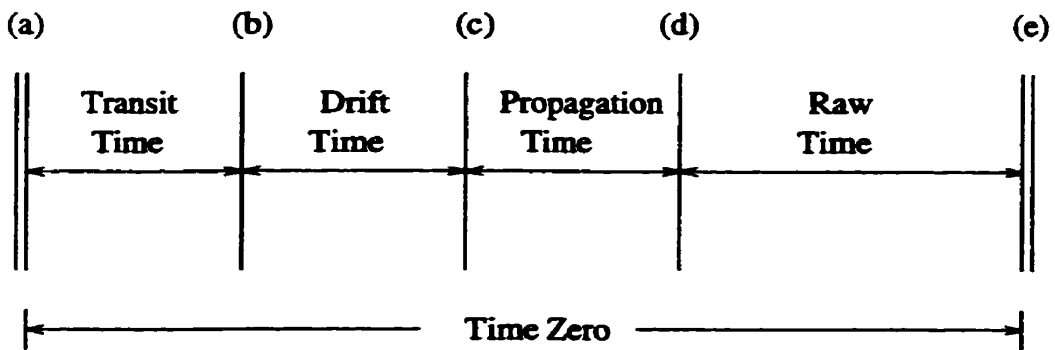 (a) (b) (c) (d) (e)
Transit Drift Propagation Raw
Time Time Time Time
Time Zero